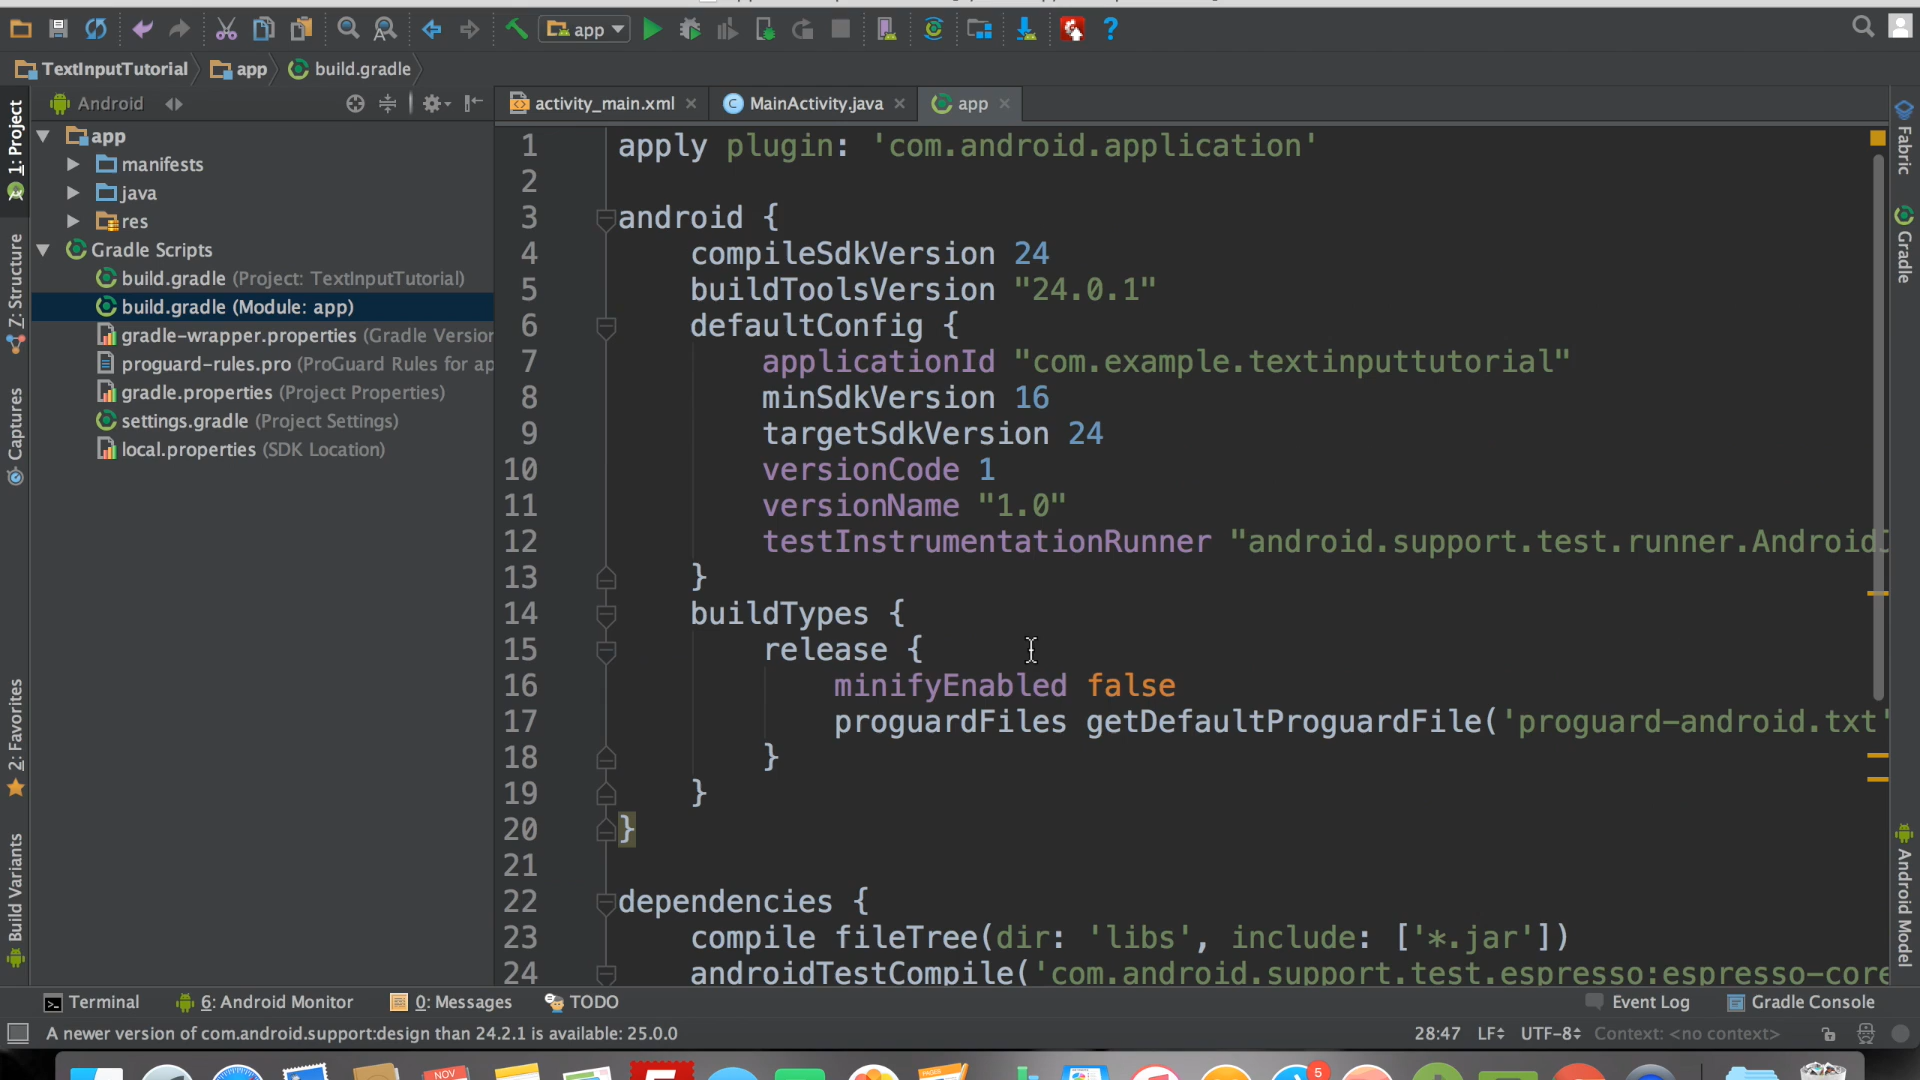 app
TextInputTutorial
app
build.gradle
Android
activity_main.xml
MainActivity.java
app
1: Project
Z: Structure
Captures
2: Favorites
Build Variants
app
manifests
java
res
Gradle Scripts
build.gradle (Project: TextInputTutorial)
build.gradle (Module: app)
gradle-wrapper.properties (Gradle Version
proguard-rules.pro (ProGuard Rules for ap
gradle.properties (Project Properties)
settings.gradle (Project Settings)
local.properties (SDK Location)
1 apply plugin: 'com.android.application'
2
3 android {
4 compileSdkVersion 24
5 buildToolsVersion "24.0.1"
6 defaultConfig {
7 applicationId "com.example.textinputtutorial"
8 minSdkVersion 16
9 targetSdkVersion 24
10 versionCode 1
11 versionName "1.0"
12 testInstrumentationRunner "android.support.test.runner.Android
13 }
14 buildTypes {
15 release {
16 minifyEnabled false
17 proguardFiles getDefaultProguardFile('proguard-android.txt'
18 }
19 }
20 }
21
22 dependencies {
23 compile fileTree(dir: 'libs', include: ['*.jar'])
24 androidTestCompile('com.android.support.test.espresso:espresso-core
Fabric
Gradle
Android Model
Terminal
6: Android Monitor
0: Messages
TODO
Event Log
Gradle Console
A newer version of com.android.support:design than 24.2.1 is available: 25.0.0
28:47
LF
UTF-8
Context: <no context>
NOV
PAGES
5